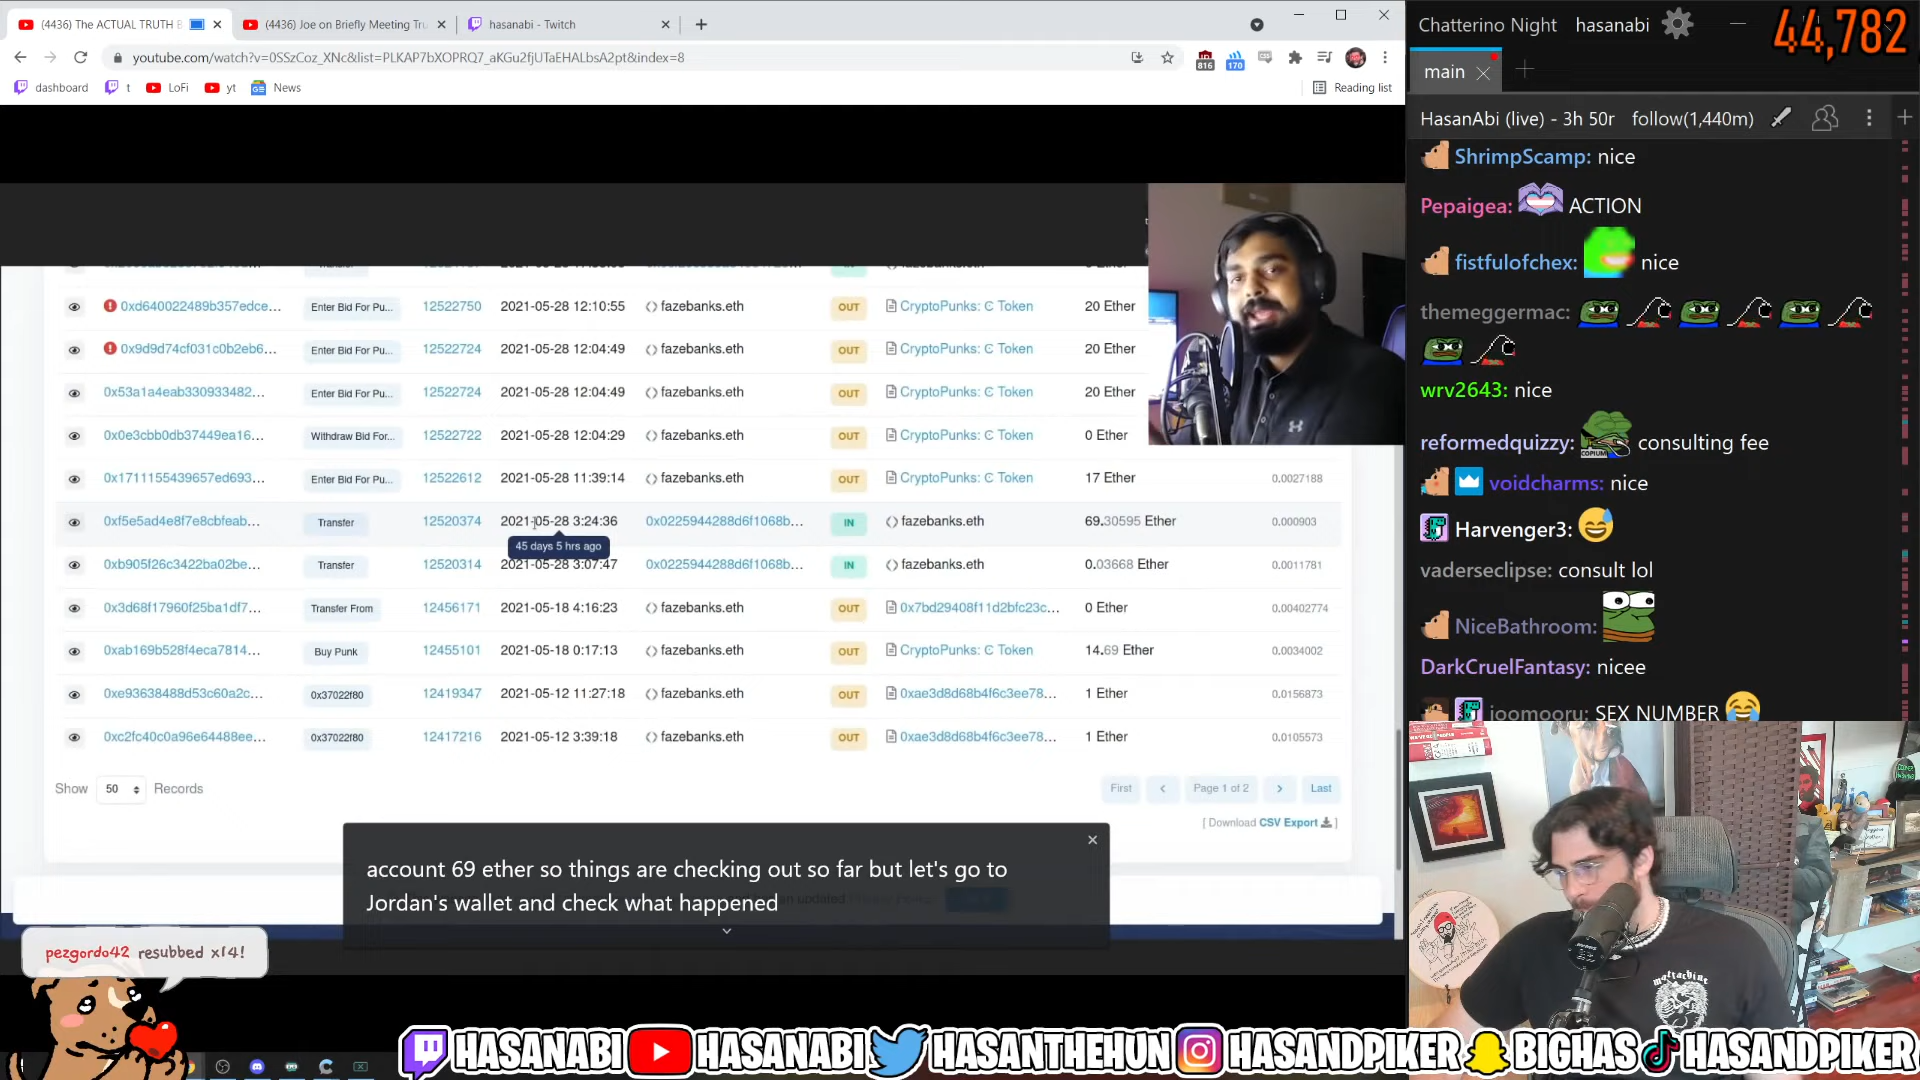 (4436) The ACTUAL TRUTH B
(4436) Joe on Briefly Meeting Tru
hasanabi - Twitch
youtube.com/watch?v=0SSzCoz_XNc&list=PLKAP7bXOPRQ7_aKGu2fjUTaEHALbsA2pt&index=8
816
170
dashboard
t
LoFi
yt
News
Reading list
0xd640022489b357edce... Enter Bid For Pu... 12522750 2021-05-28 12:10:55 fazebanks.eth OUT CryptoPunks: Ͼ Token 20 Ether
0x9d9d74cf031c0b2eb6... Enter Bid For Pu... 12522724 2021-05-28 12:04:49 fazebanks.eth OUT CryptoPunks: Ͼ Token 20 Ether
0x53a1a4eab330933482... Enter Bid For Pu... 12522724 2021-05-28 12:04:49 fazebanks.eth OUT CryptoPunks: Ͼ Token 20 Ether
0x0e3cbb0db37449ea16... Withdraw Bid For... 12522722 2021-05-28 12:04:29 fazebanks.eth OUT CryptoPunks: Ͼ Token 0 Ether
0x1711155439657ed693... Enter Bid For Pu... 12522612 2021-05-28 11:39:14 fazebanks.eth OUT CryptoPunks: Ͼ Token 17 Ether 0.0027188
0xf5e5ad4e8f7e8cbfeab... Transfer 12520374 2021-05-28 3:24:36 0x0225944288d6f1068b... IN fazebanks.eth 69.30595 Ether 0.000903
45 days 5 hrs ago
0xb905f26c3422ba02be... Transfer 12520314 2021-05-28 3:07:47 0x0225944288d6f1068b... IN fazebanks.eth 0.03668 Ether 0.0011781
0x3d68f17960f25ba1df7... Transfer From 12456171 2021-05-18 4:16:23 fazebanks.eth OUT 0x7bd29408f11d2bfc23c... 0 Ether 0.00402774
0xab169b528f4eca7814... Buy Punk 12455101 2021-05-18 0:17:13 fazebanks.eth OUT CryptoPunks: Ͼ Token 14.69 Ether 0.0034002
0xe93638488d53c60a2c... 0x37022f80 12419347 2021-05-12 11:27:18 fazebanks.eth OUT 0xae3d8d68b4f6c3ee78... 1 Ether 0.0156873
0xc2fc40c0a96e64488ee... 0x37022f80 12417216 2021-05-12 3:39:18 fazebanks.eth OUT 0xae3d8d68b4f6c3ee78... 1 Ether 0.0105573
Show 50 Records
First Page 1 of 2 Last
[ Download CSV Export ]
account 69 ether so things are checking out so far but let's go to
Jordan's wallet and check what happened
pezgordo42 resubbed x14!
Chatterino Night hasanabi
44,782
main
HasanAbi (live) - 3h 50r follow(1,440m)
ShrimpScamp: nice
Pepaigea: ACTION
fistfulofchex: nice
themeggermac:
wrv2643: nice
reformedquizzy: COPIUM consulting fee
voidcharms: nice
Harvenger3:
vaderseclipse: consult lol
NiceBathroom:
DarkCruelFantasy: nicee
joomooru: SEX NUMBER
HASANABI HASANABI HASANTHEHUN HASANDPIKER BIGHAS HASANDPIKER